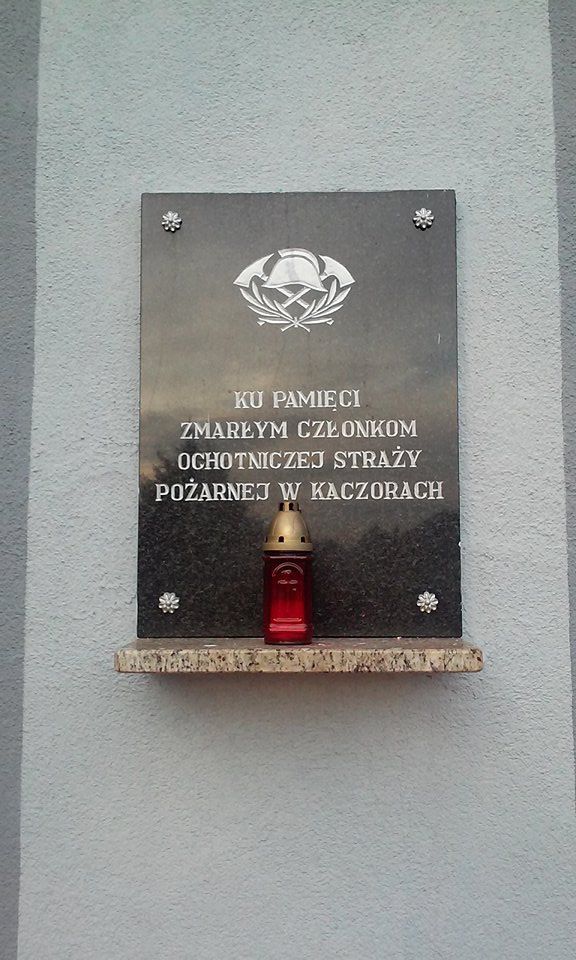 KU PAMIĘCI
ZMARŁYM CZŁONKOM
OCHOTNICZEJ STRAŻY
POŻARNEJ W KACZORACH